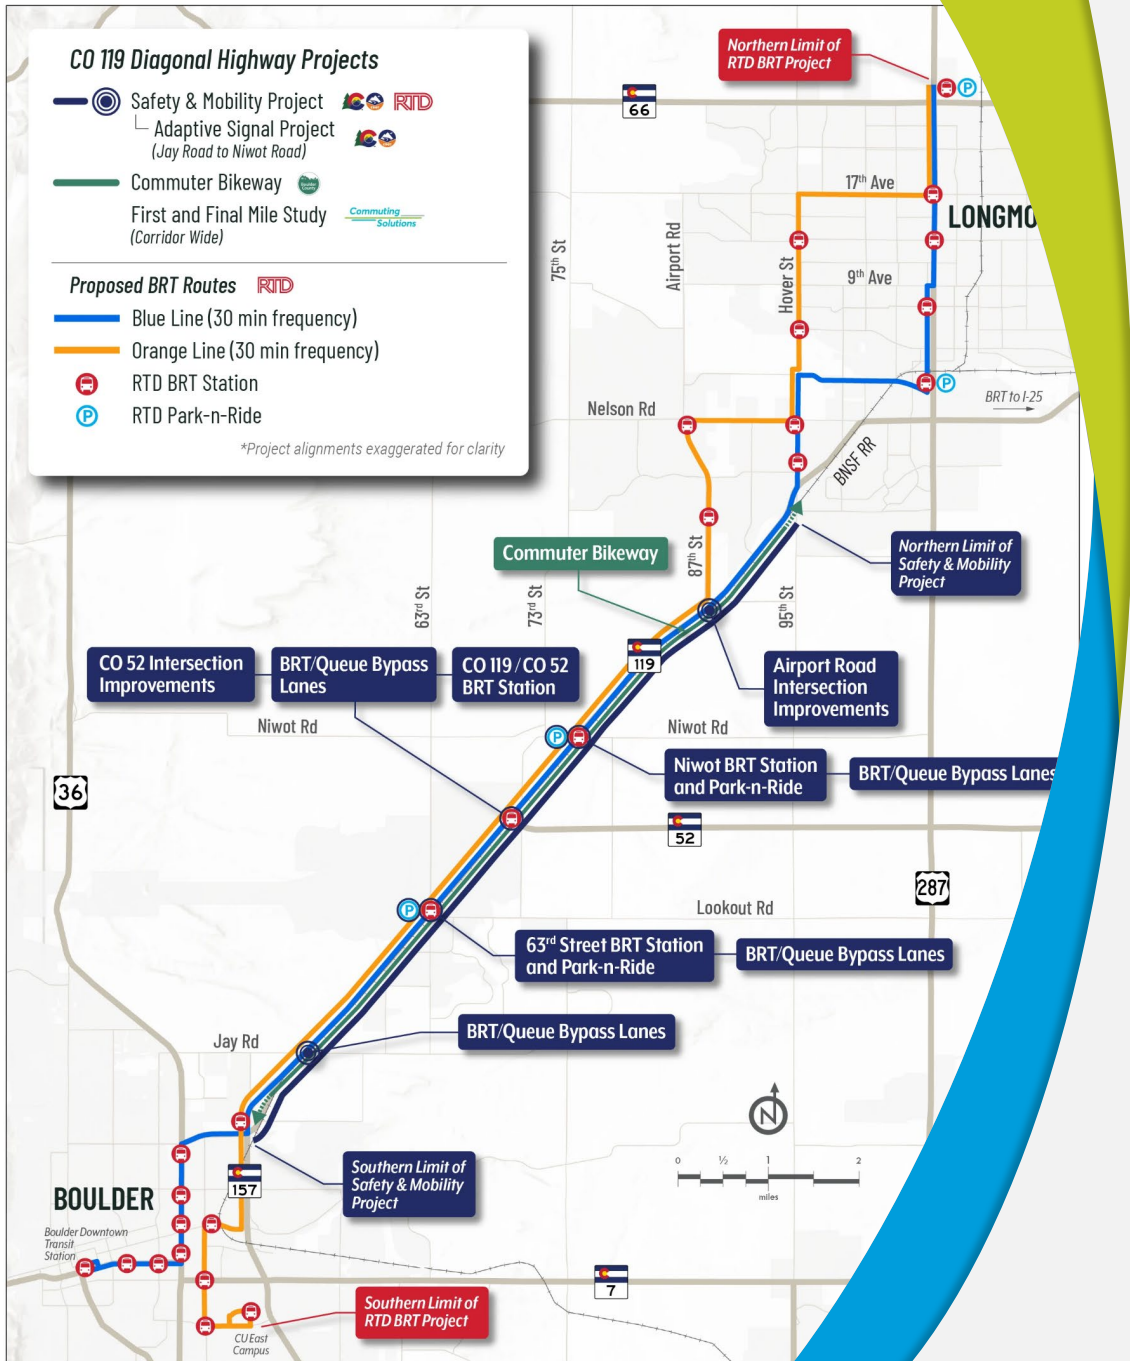 CO 119 Diagonal Highway Projects
Safety & Mobility Project
RTD
Adaptive Signal Project
(Jay Road to Niwot Road)
Commuter Bikeway
First and Final Mile Study
(Corridor Wide)
Commuting
Solutions
Proposed BRT Routes
RTD
Blue Line (30 min frequency)
Orange Line (30 min frequency)
RTD BRT Station
P
RTD Park-n-Ride
*Project alignments exaggerated for clarity
Northern Limit of
RTD BRT Project
P
66
17th Ave
LONGMO
75th St
Airport Rd
Hover St
9th Ave
P
BRT to I-25
Nelson Rd
BNSF RR
Commuter Bikeway
87th St
Northern Limit of
Safety & Mobility
Project
63rd St
73rd St
95th St
119
CO 52 Intersection
Improvements
BRT/Queue Bypass
Lanes
CO 119 / CO 52
BRT Station
Airport Road
Intersection
Improvements
Niwot Rd
P
Niwot Rd
Niwot BRT Station
and Park-n-Ride
BRT/Queue Bypass Lanes
36
52
287
P
Lookout Rd
63rd Street BRT Station
and Park-n-Ride
BRT/Queue Bypass Lanes
Jay Rd
BRT/Queue Bypass Lanes
N
0 ½ 1 2
miles
Southern Limit of
Safety & Mobility
Project
157
BOULDER
Boulder Downtown
Transit
Station
7
Southern Limit of
RTD BRT Project
CU East
Campus